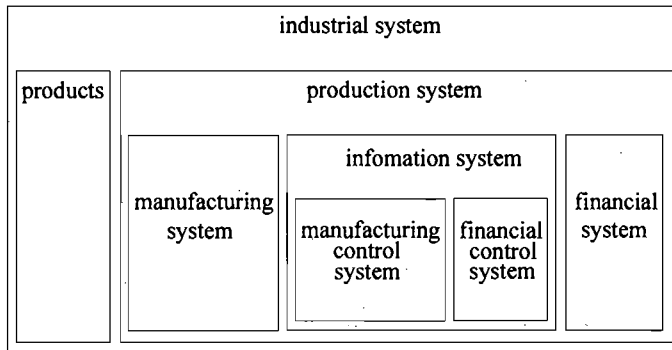 industrial system
products
production system
infomation system
manufacturing
system
manufacturing
control
system
financial
control
system
financial
system